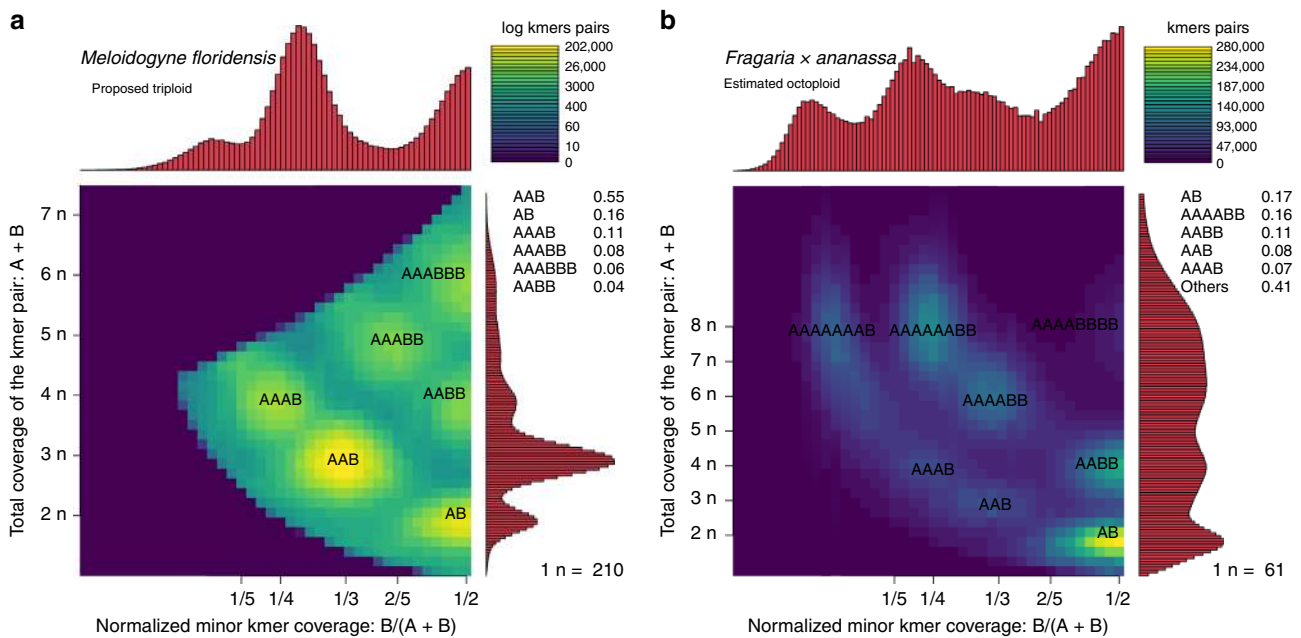 a
Meloidogyne floridensis
Proposed triploid
log kmers pairs
202,000
26,000
3000
400
60
10
0
Total coverage of the kmer pair: A + B
7 n
6 n
5 n
4 n
3 n
2 n
AAABBB
AAABB
AAAB
AABB
AAB
AB
AAB 0.55
AB 0.16
AAAB 0.11
AAABB 0.08
AAABBB 0.06
AABB 0.04
1 n = 210
1/5 1/4 1/3 2/5 1/2
Normalized minor kmer coverage: B/(A + B)
b
Fragaria × ananassa
Estimated octoploid
kmers pairs
280,000
234,000
187,000
140,000
93,000
47,000
0
Total coverage of the kmer pair: A + B
8 n
7 n
6 n
5 n
4 n
3 n
2 n
AAAAAAAB
AAAAAABB
AAAABBBB
AAAABB
AAAB
AABB
AAB
AB
AB 0.17
AAAABB 0.16
AABB 0.11
AAB 0.08
AAAB 0.07
Others 0.41
1 n = 61
1/5 1/4 1/3 2/5 1/2
Normalized minor kmer coverage: B/(A + B)